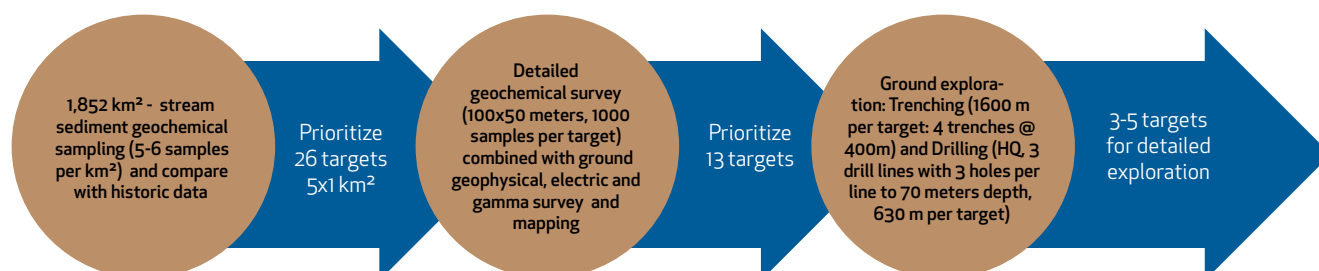 1,852 km² - stream
sediment geochemical
sampling (5-6 samples
per km²) and compare
with historic data
Prioritize
26 targets
5x1 km²
Detailed
geochemical survey
(100x50 meters, 1000
samples per target)
combined with ground
geophysical, electric and
gamma survey and
mapping
Prioritize
13 targets
Ground explora-
tion: Trenching (1600 m
per target: 4 trenches @
400m) and Drilling (HQ, 3
drill lines with 3 holes per
line to 70 meters depth,
630 m per target)
3-5 targets
for detailed
exploration